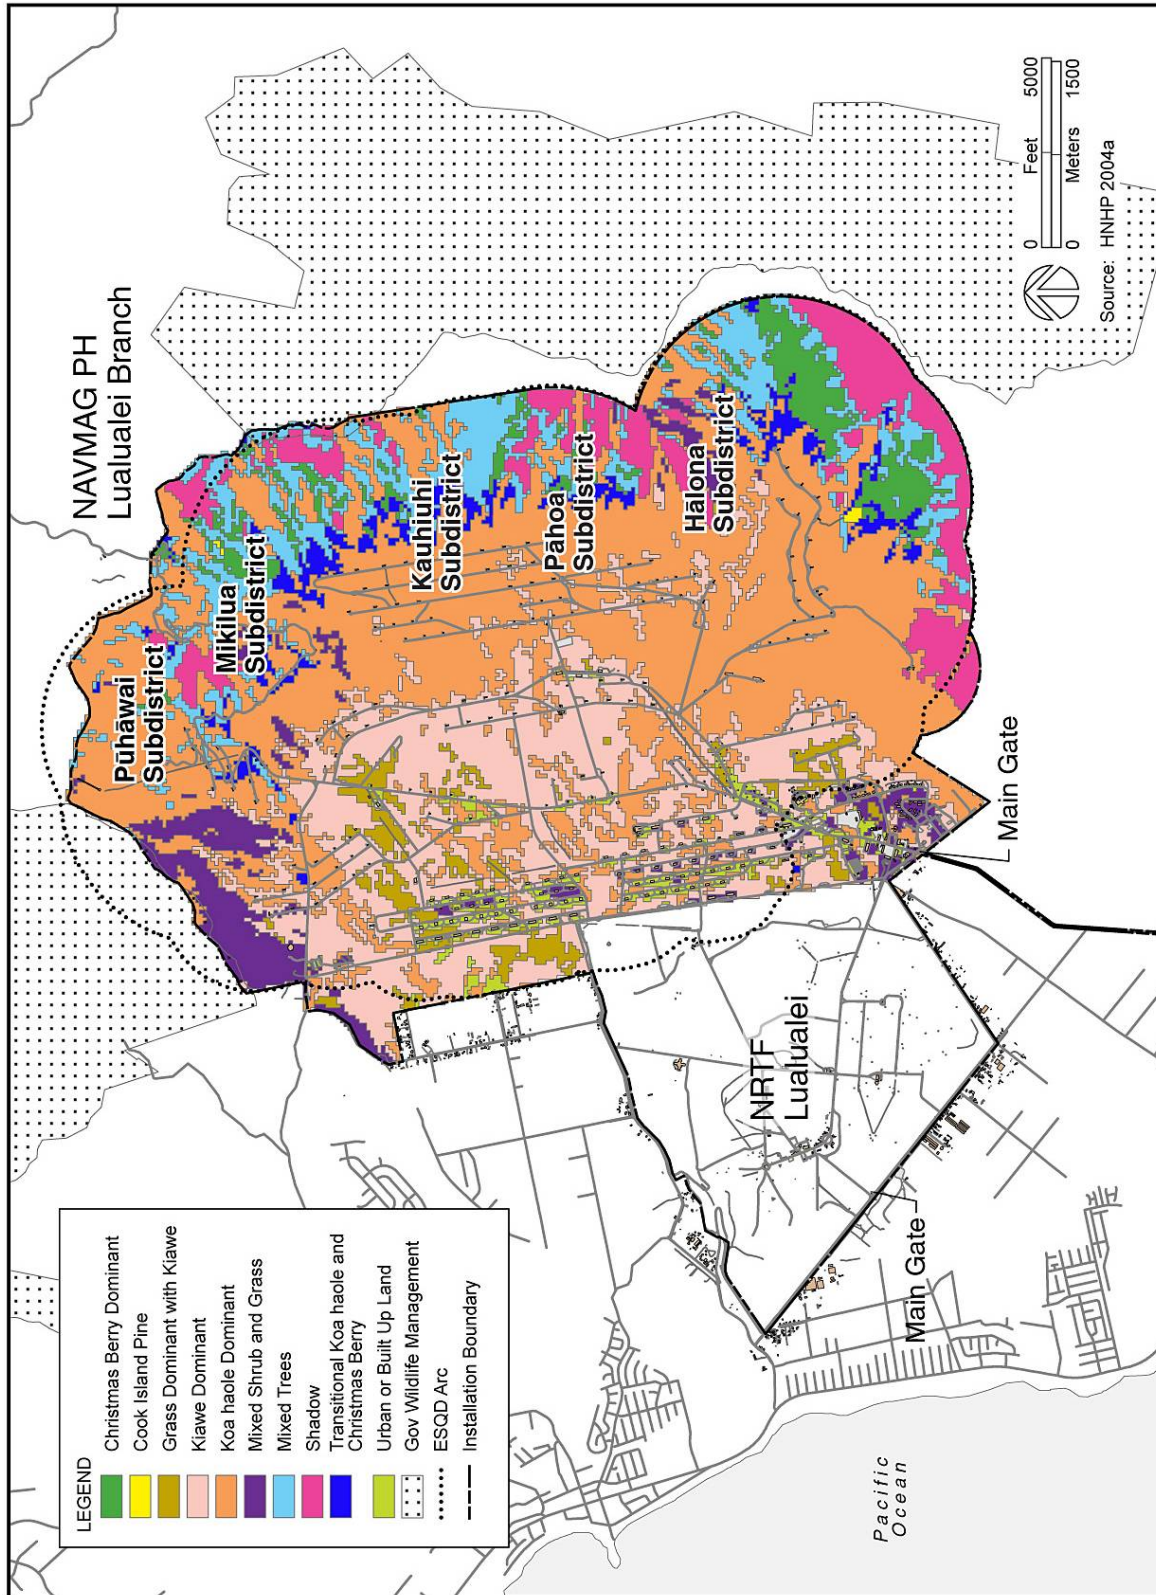 NAVMAG PH
Lualualei Branch
Pūhāwai
Subdistrict
Mikilua
Subdistrict
Kauhiuhi
Subdistrict
Pāhoa
Subdistrict
Hālona
Subdistrict
NRTF
Lualualei
Main Gate
Main Gate
Pacific
Ocean
LEGEND
Christmas Berry Dominant
Cook Island Pine
Grass Dominant with Kiawe
Kiawe Dominant
Koa haole Dominant
Mixed Shrub and Grass
Mixed Trees
Shadow
Transitional Koa haole and
Christmas Berry
Urban or Built Up Land
Gov Wildlife Management
ESQD Arc
Installation Boundary
0 Feet 5000
0 Meters 1500
Source: HNHP 2004a